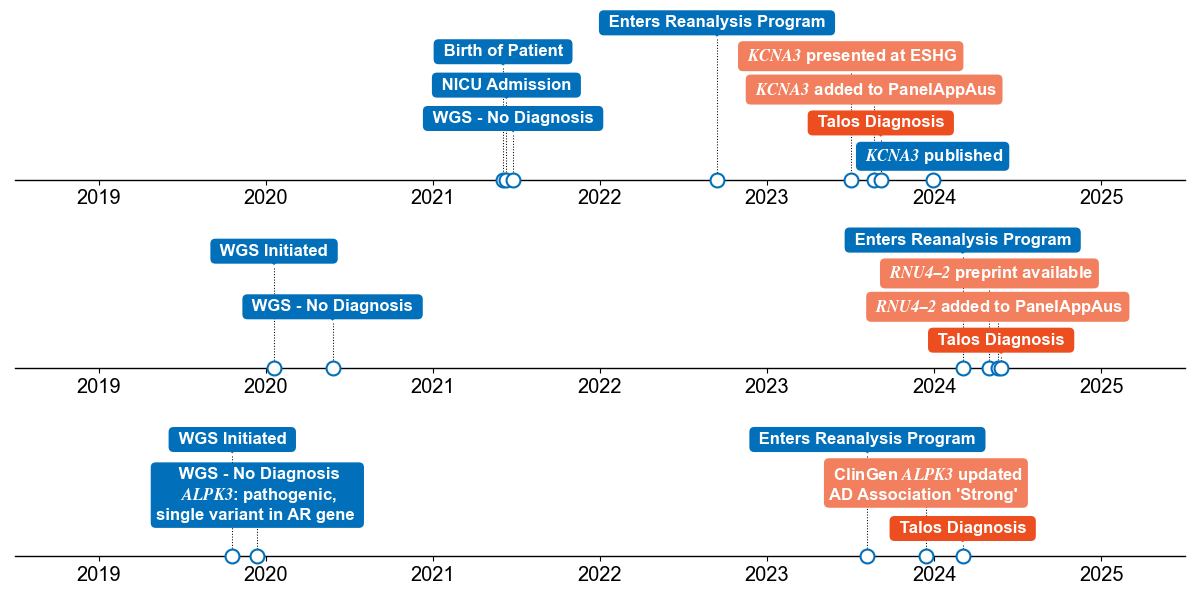 Enters Reanalysis Program
Birth of Patient
KCNA3 presented at ESHG
NICU Admission
KCNA3 added to PanelAppAus
WGS - No Diagnosis
Talos Diagnosis
KCNA3 published
2019 2020 2021 2022 2023 2024 2025
Enters Reanalysis Program
WGS Initiated
RNU4–2 preprint available
WGS - No Diagnosis
RNU4–2 added to PanelAppAus
Talos Diagnosis
2019 2020 2021 2022 2023 2024 2025
WGS Initiated
Enters Reanalysis Program
WGS - No Diagnosis
ALPK3: pathogenic,
single variant in AR gene
ClinGen ALPK3 updated
AD Association 'Strong'
Talos Diagnosis
2019 2020 2021 2022 2023 2024 2025